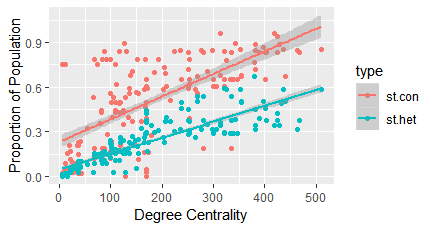 Proportion of Population
0.9
0.6
0.3
0.0
0 100 200 300 400 500
Degree Centrality
type
st.con
st.het